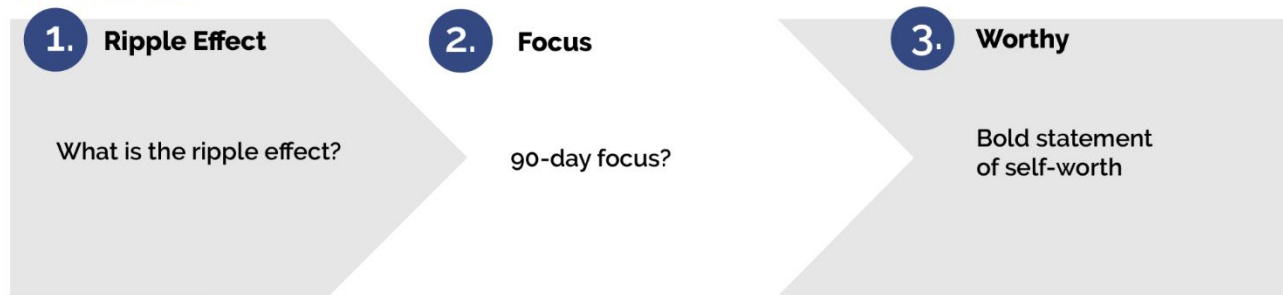 1. Ripple Effect
What is the ripple effect?
2. Focus
90-day focus?
3. Worthy
Bold statement
of self-worth